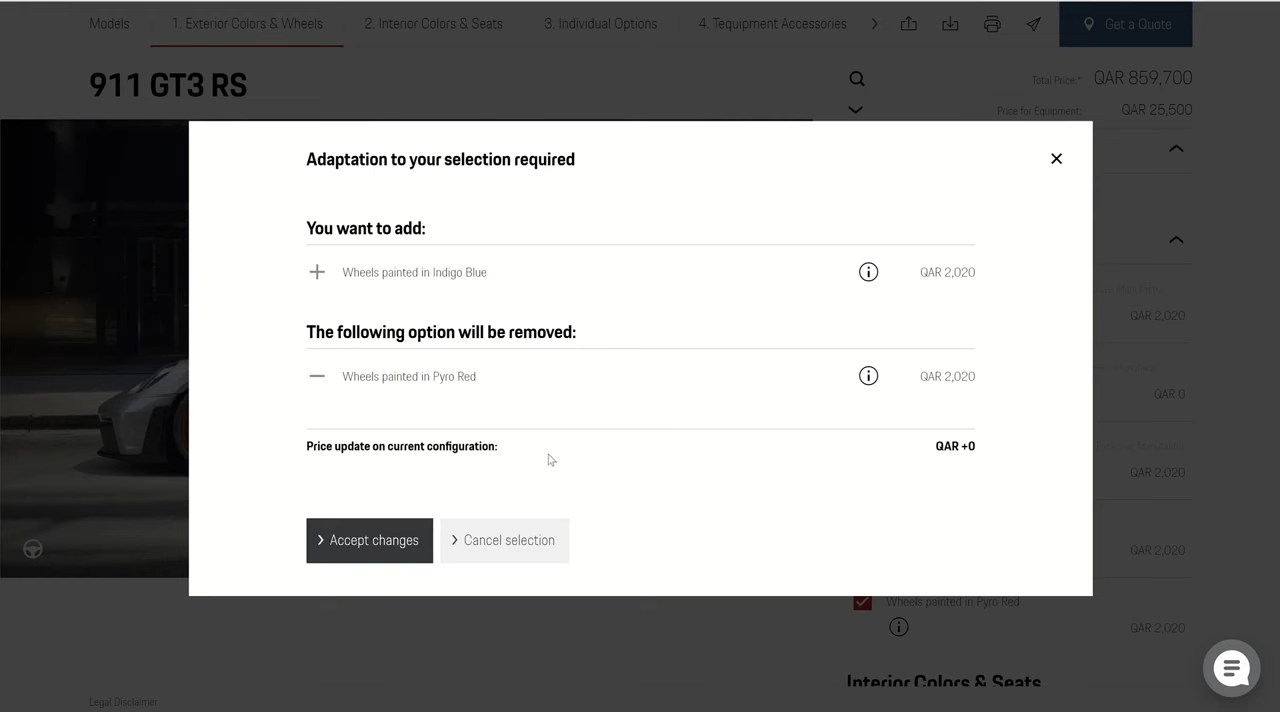 Models
1. Exterior Colors & Wheels
2. Interior Colors & Seats
3. Individual Options
4. Tequipment Accessories
Get a Quote
911 GT3 RS
Total Price:* QAR 859,700
Price for Equipment: QAR 25,500
Adaptation to your selection required
You want to add:
Wheels painted in Indigo Blue QAR 2,020
The following option will be removed:
Wheels painted in Pyro Red QAR 2,020
Price update on current configuration: QAR +0
Accept changes
Cancel selection
QAR 2,020
QAR 0
QAR 2,020
QAR 2,020
Wheels painted in Pyro Red
QAR 2,020
Interior Colors & Seats
Legal Disclaimer